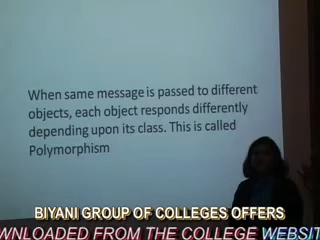 When same message is passed to different
objects, each object responds differently
depending upon its class. This is called
Polymorphism
BIYANI GROUP OF COLLEGES OFFERS
WNLOADED FROM THE COLLEGE WEBSIT